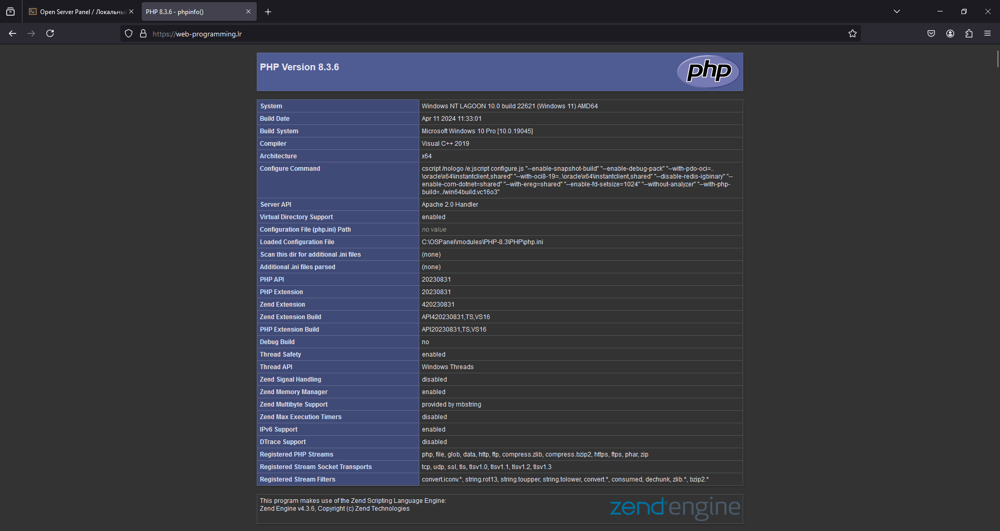 Open Server Panel / Локальны
PHP 8.3.6 - phpinfo()
https://web-programming.lr
PHP Version 8.3.6
php
System Windows NT LAGOON 10.0 build 22621 (Windows 11) AMD64
Build Date Apr 11 2024 11:33:01
Build System Microsoft Windows 10 Pro [10.0.19045]
Compiler Visual C++ 2019
Architecture x64
Configure Command cscript /nologo /e:jscript configure.js "--enable-snapshot-build" "--enable-debug-pack" "--with-pdo-oci=..
\oracle\x64\instantclient,shared" "--with-oci8-19=..\oracle\x64\instantclient,shared" "--disable-redis-igbinary" "--
enable-com-dotnet=shared" "--with-ereg=shared" "--enable-fd-setsize=1024" "--without-analyzer" "--with-php-
build=../win64build.vc16o3"
Server API Apache 2.0 Handler
Virtual Directory Support enabled
Configuration File (php.ini) Path no value
Loaded Configuration File C:\OSPanel\modules\PHP-8.3\PHP\php.ini
Scan this dir for additional .ini files (none)
Additional .ini files parsed (none)
PHP API 20230831
PHP Extension 20230831
Zend Extension 420230831
Zend Extension Build API420230831,TS,VS16
PHP Extension Build API20230831,TS,VS16
Debug Build no
Thread Safety enabled
Thread API Windows Threads
Zend Signal Handling disabled
Zend Memory Manager enabled
Zend Multibyte Support provided by mbstring
Zend Max Execution Timers disabled
IPv6 Support enabled
DTrace Support disabled
Registered PHP Streams php, file, glob, data, http, ftp, compress.zlib, compress.bzip2, https, ftps, phar, zip
Registered Stream Socket Transports tcp, udp, ssl, tls, tlsv1.0, tlsv1.1, tlsv1.2, tlsv1.3
Registered Stream Filters convert.iconv.*, string.rot13, string.toupper, string.tolower, convert.*, consumed, dechunk, zlib.*, bzip2.*
This program makes use of the Zend Scripting Language Engine:
Zend Engine v4.3.6, Copyright (c) Zend Technologies
zend® engine